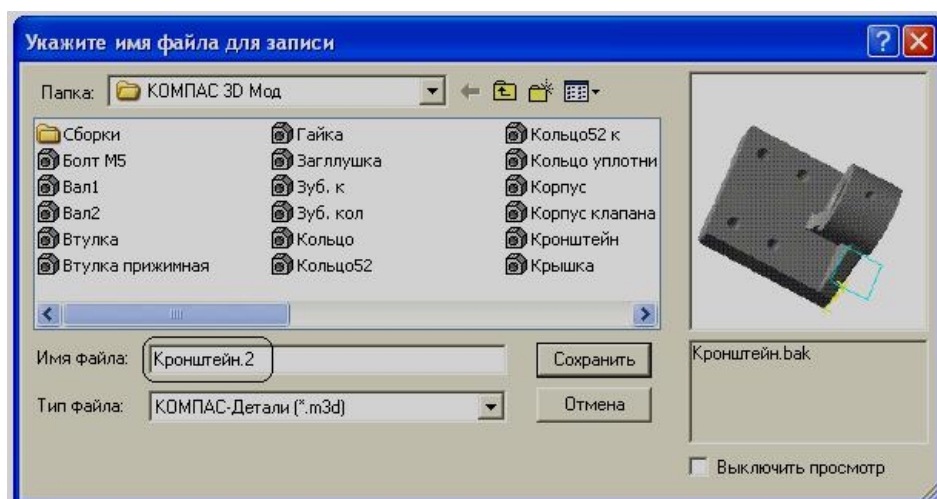 Укажите имя файла для записи
Папка: КОМПАС 3D Мод
Сборки
Болт М5
Вал1
Вал2
Втулка
Втулка прижимная
Гайка
Загллушка
Зуб. к
Зуб. кол
Кольцо
Кольцо52
Кольцо52 к
Кольцо уплотни
Корпус
Корпус клапана
Кронштейн
Крышка
Имя файла: Кронштейн.2
Сохранить
Тип файла: КОМПАС-Детали (*.m3d)
Отмена
Кронштейн.bak
Выключить просмотр